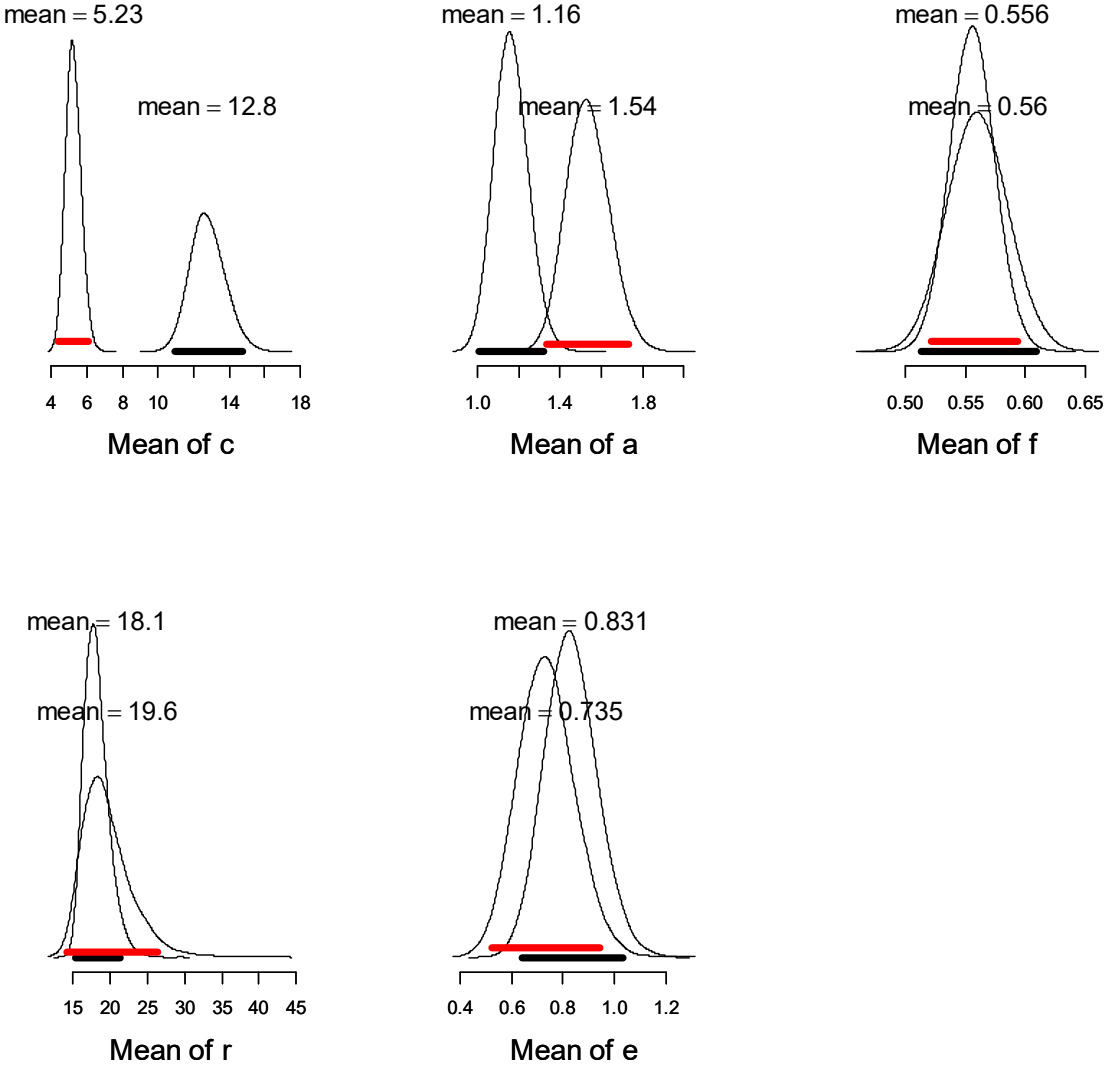 mean = 5.23
mean = 12.8
4 6 8 10 14 18
Mean of c
mean = 1.16
mean = 1.54
1.0 1.4 1.8
Mean of a
mean = 0.556
mean = 0.56
0.50 0.55 0.60 0.65
Mean of f
mean = 18.1
mean = 19.6
15 20 25 30 35 40 45
Mean of r
mean = 0.831
mean = 0.735
0.4 0.6 0.8 1.0 1.2
Mean of e